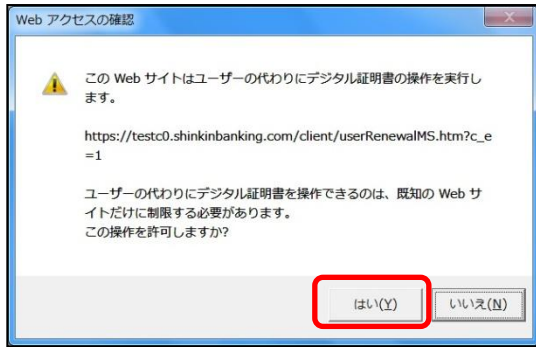 Web アクセスの確認
この Web サイトはユーザーの代わりにデジタル証明書の操作を実行し
ます。
https://testc0.shinkinbanking.com/client/userRenewalMS.htm?c_e
=1
ユーザーの代わりにデジタル証明書を操作できるのは、既知の Web サ
イトだけに制限する必要があります。
この操作を許可しますか?
はい(Y) いいえ(N)